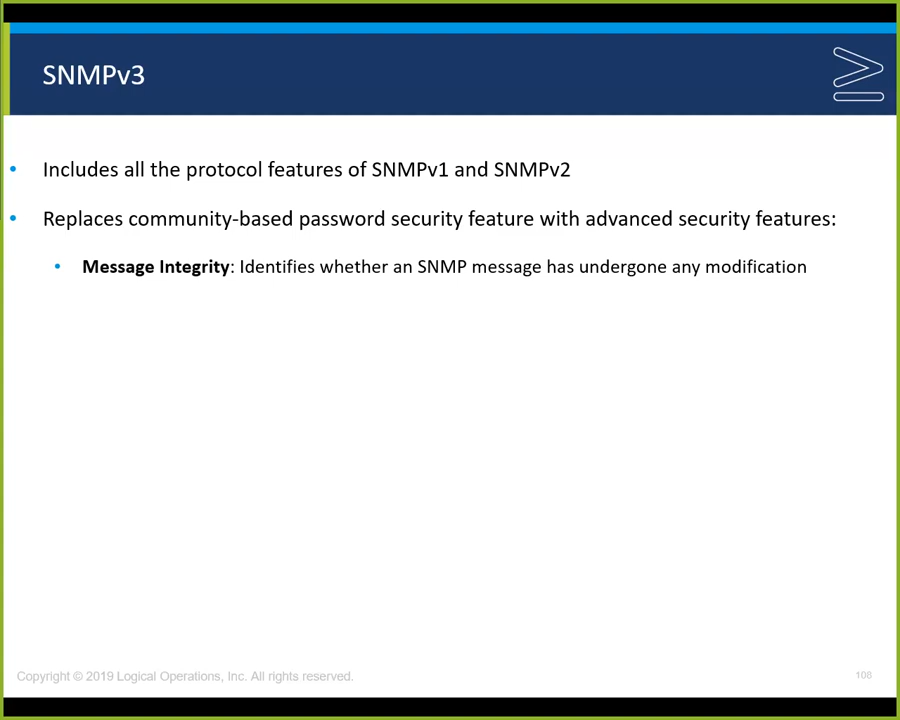 SNMPv3
Includes all the protocol features of SNMPv1 and SNMPv2
Replaces community-based password security feature with advanced security features:
Message Integrity: Identifies whether an SNMP message has undergone any modification
Copyright © 2019 Logical Operations, Inc. All rights reserved.
108